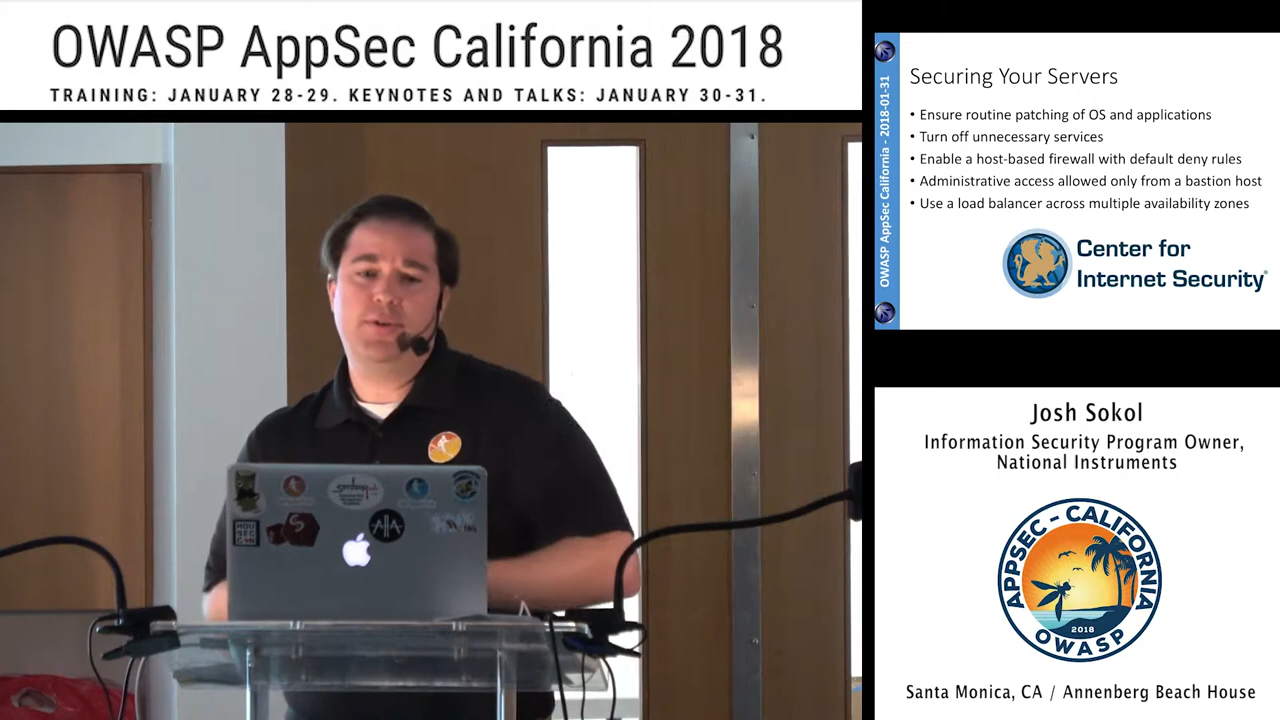 OWASP AppSec California 2018
TRAINING: JANUARY 28-29. KEYNOTES AND TALKS: JANUARY 30-31.
OWASP AppSec California - 2018-01-31
Securing Your Servers
• Ensure routine patching of OS and applications
• Turn off unnecessary services
• Enable a host-based firewall with default deny rules
• Administrative access allowed only from a bastion host
• Use a load balancer across multiple availability zones
Center for
Internet Security®
Josh Sokol
Information Security Program Owner,
National Instruments
APPSEC - CALIFORNIA
2018
OWASP
Santa Monica, CA / Annenberg Beach House
HOU
SEC
C●N